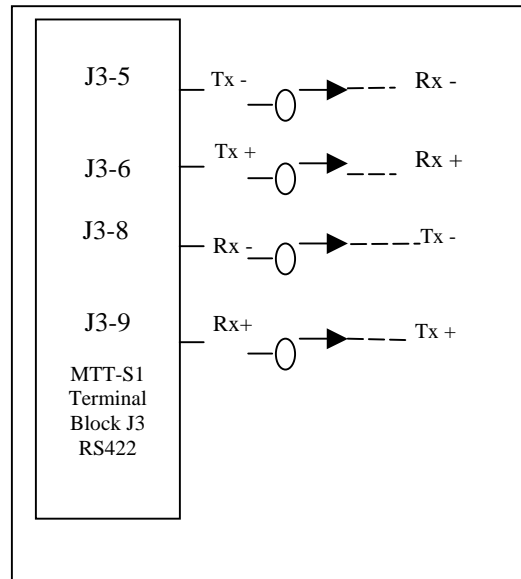 J3-5 Tx - Rx -
J3-6 Tx + Rx +
J3-8 Rx - Tx -
J3-9 Rx+ Tx +
MTT-S1
Terminal
Block J3
RS422